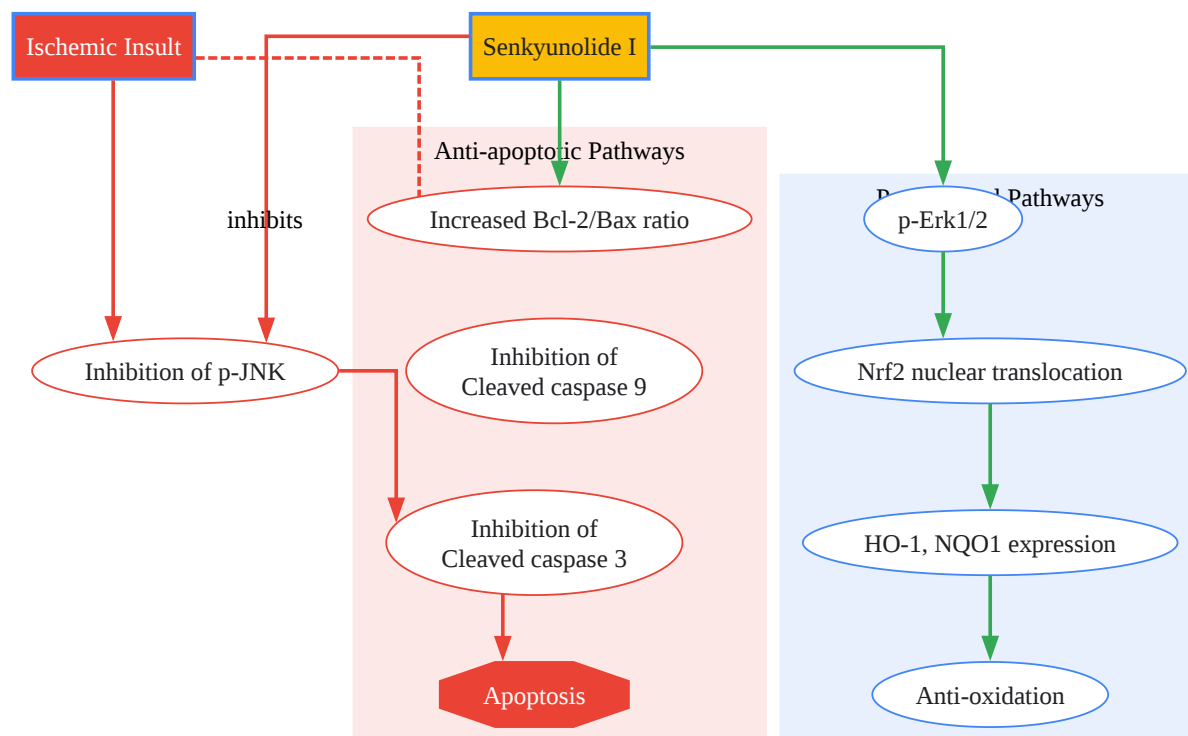 Ischemic Insult
Senkyunolide I
Anti-apoptotic Pathways
Pathways
inhibits
Increased Bcl-2/Bax ratio
p-Erk1/2
Inhibition of p-JNK
Inhibition of
Cleaved caspase 9
Nrf2 nuclear translocation
Inhibition of
Cleaved caspase 3
HO-1, NQO1 expression
Apoptosis
Anti-oxidation